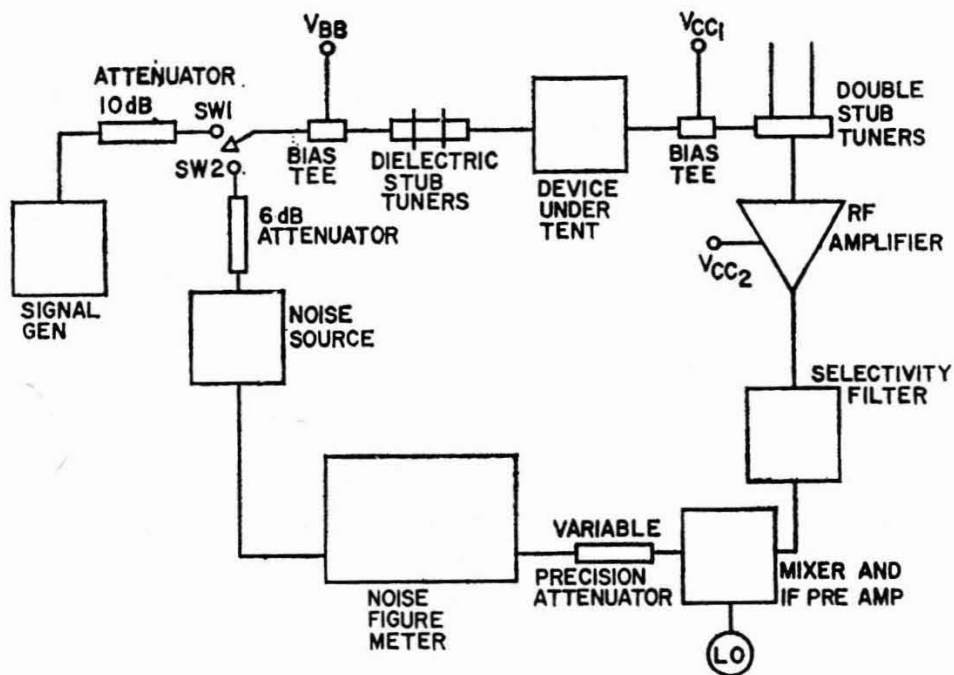 VBB
VCC1
ATTENUATOR
10dB
SW1
SW2
BIAS
TEE
DIELECTRIC
STUB
TUNERS
DEVICE
UNDER
TENT
BIAS
TEE
DOUBLE
STUB
TUNERS
6dB
ATTENUATOR
RF
AMPLIFIER
VCC2
SIGNAL
GEN
NOISE
SOURCE
SELECTIVITY
FILTER
VARIABLE
PRECISION
ATTENUATOR
MIXER AND
IF PRE AMP
NOISE
FIGURE
METER
LO